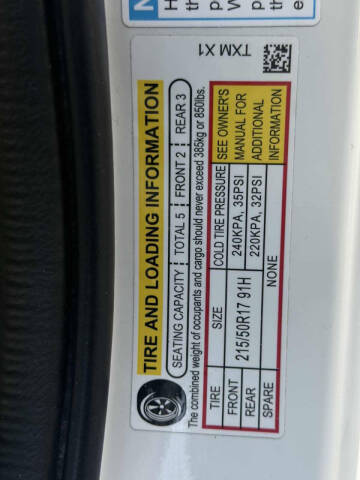 TIRE AND LOADING INFORMATION
SEATING CAPACITY TOTAL 5 FRONT 2 REAR 3
The combined weight of occupants and cargo should never exceed 385kg or 850lbs.
TIRE SIZE COLD TIRE PRESSURE SEE OWNER'S
FRONT 215/50R17 91H 240KPA, 35PSI MANUAL FOR
REAR 220KPA, 32PSI ADDITIONAL
SPARE NONE INFORMATION
TXM X1